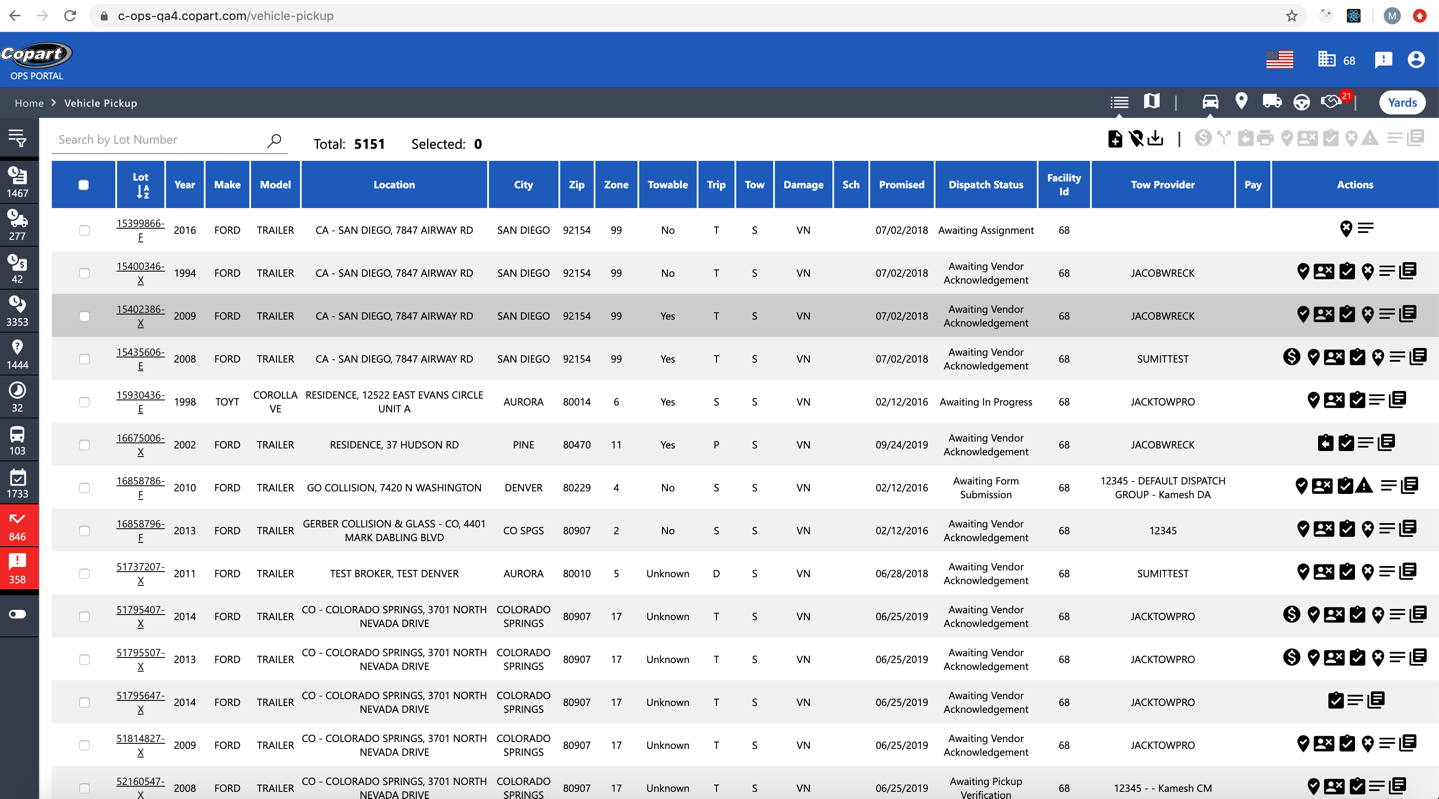 c-ops-qa4.copart.com/vehicle-pickup
M
Copart
OPS PORTAL
68
Home > Vehicle Pickup
21
Yards
Search by Lot Number
Total: 5151 Selected: 0
Lot Year Make Model Location City Zip Zone Towable Trip Tow Damage Sch Promised Dispatch Status Facility Id Tow Provider Pay Actions
1467
277
42
3353
1444
32
103
1733
846
358
15399866-F 2016 FORD TRAILER CA - SAN DIEGO, 7847 AIRWAY RD SAN DIEGO 92154 99 No T S VN 07/02/2018 Awaiting Assignment 68
15400346-X 1994 FORD TRAILER CA - SAN DIEGO, 7847 AIRWAY RD SAN DIEGO 92154 99 No T S VN 07/02/2018 Awaiting Vendor Acknowledgement 68 JACOBWRECK
15402386-X 2009 FORD TRAILER CA - SAN DIEGO, 7847 AIRWAY RD SAN DIEGO 92154 99 Yes T S VN 07/02/2018 Awaiting Vendor Acknowledgement 68 JACOBWRECK
15435606-E 2008 FORD TRAILER CA - SAN DIEGO, 7847 AIRWAY RD SAN DIEGO 92154 99 Yes T S VN 07/02/2018 Awaiting Vendor Acknowledgement 68 SUMITTEST
15930436-E 1998 TOYT COROLLA VE RESIDENCE, 12522 EAST EVANS CIRCLE UNIT A AURORA 80014 6 Yes S S VN 02/12/2016 Awaiting In Progress 68 JACKTOWPRO
16675006-X 2002 FORD TRAILER RESIDENCE, 37 HUDSON RD PINE 80470 11 Yes P S VN 09/24/2019 Awaiting Vendor Acknowledgement 68 JACOBWRECK
16858786-F 2010 FORD TRAILER GO COLLISION, 7420 N WASHINGTON DENVER 80229 4 No S S VN 02/12/2016 Awaiting Form Submission 68 12345 - DEFAULT DISPATCH GROUP - Kamesh DA
16858796-F 2013 FORD TRAILER GERBER COLLISION & GLASS - CO, 4401 MARK DABLING BLVD CO SPGS 80907 2 No S S VN 02/12/2016 Awaiting Vendor Acknowledgement 68 12345
51737207-X 2011 FORD TRAILER TEST BROKER, TEST DENVER AURORA 80010 5 Unknown D S VN 06/28/2018 Awaiting Vendor Acknowledgement 68 SUMITTEST
51795407-X 2014 FORD TRAILER CO - COLORADO SPRINGS, 3701 NORTH NEVADA DRIVE COLORADO SPRINGS 80907 17 Unknown T S VN 06/25/2019 Awaiting Vendor Acknowledgement 68 JACKTOWPRO
51795507-X 2013 FORD TRAILER CO - COLORADO SPRINGS, 3701 NORTH NEVADA DRIVE COLORADO SPRINGS 80907 17 Unknown T S VN 06/25/2019 Awaiting Vendor Acknowledgement 68 JACKTOWPRO
51795647-X 2014 FORD TRAILER CO - COLORADO SPRINGS, 3701 NORTH NEVADA DRIVE COLORADO SPRINGS 80907 17 Unknown T S VN 06/25/2019 Awaiting Vendor Acknowledgement 68 JACKTOWPRO
51814827-X 2009 FORD TRAILER CO - COLORADO SPRINGS, 3701 NORTH NEVADA DRIVE COLORADO SPRINGS 80907 17 Unknown T S VN 06/25/2019 Awaiting Vendor Acknowledgement 68 JACKTOWPRO
52160547-X 2008 FORD TRAILER CO - COLORADO SPRINGS, 3701 NORTH NEVADA DRIVE COLORADO SPRINGS 80907 17 Unknown T S VN 06/25/2019 Awaiting Pickup Verification 68 12345 - - Kamesh CM